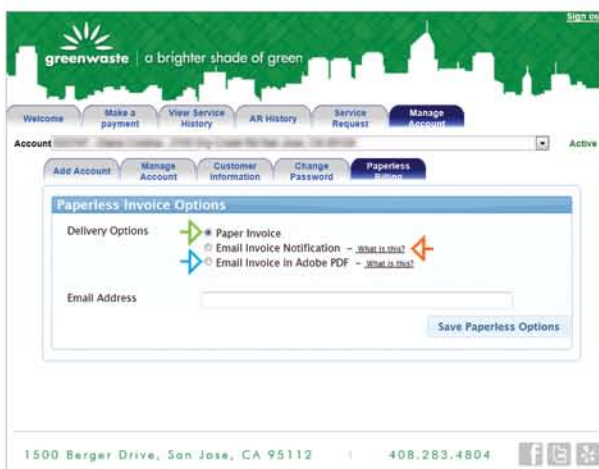 Sign ou
greenwaste | a brighter shade of green
Welcome
Make a payment
View Service History
AR History
Service Request
Manage Account
Account
Active
Add Account
Manage Account
Customer Information
Change Password
Paperless Billing
Paperless Invoice Options
Delivery Options
Paper Invoice
Email Invoice Notification – What is this?
Email Invoice in Adobe PDF – What is this?
Email Address
Save Paperless Options
1500 Berger Drive, San Jose, CA 95112 | 408.283.4804